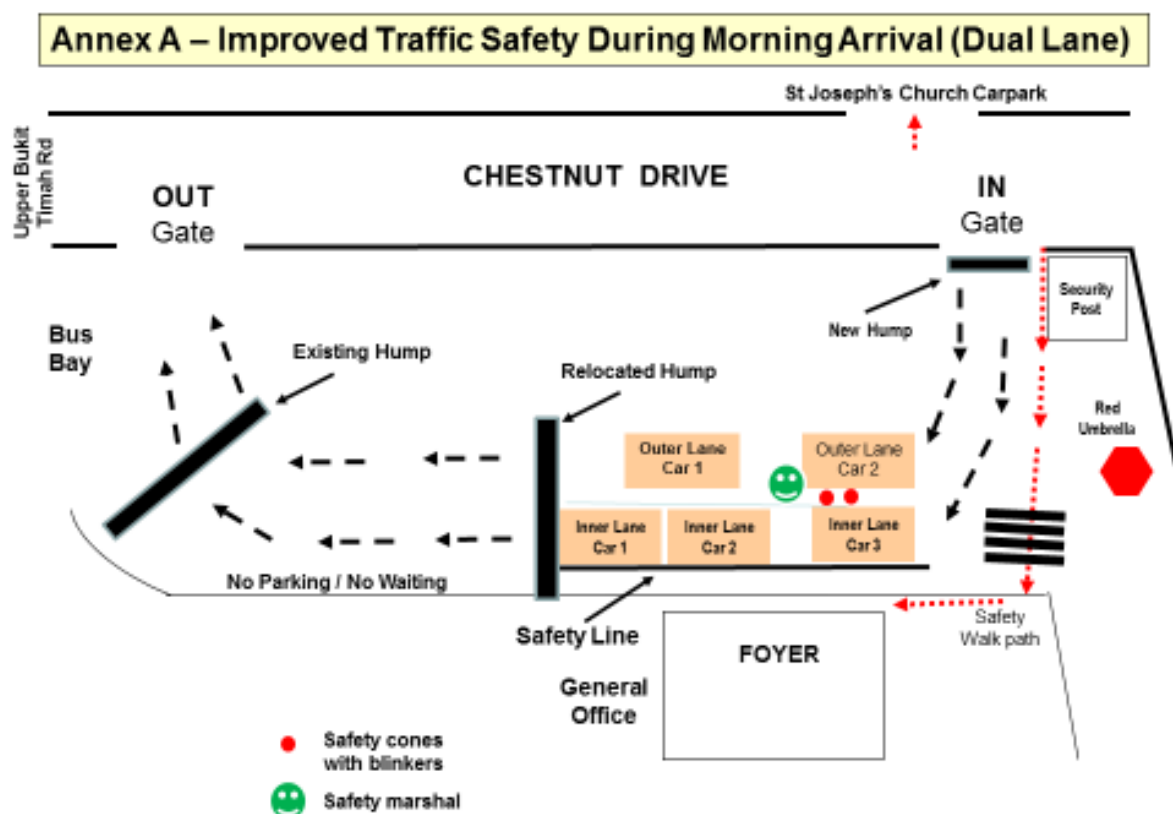 Annex A – Improved Traffic Safety During Morning Arrival (Dual Lane)
St Joseph's Church Carpark
Upper Bukit
Timah Rd
CHESTNUT DRIVE
OUT
Gate
IN
Gate
Security
Post
New Hump
Bus
Bay
Existing Hump
Relocated Hump
Red
Umbrella
Outer Lane
Car 1
Outer Lane
Car 2
Inner Lane
Car 1
Inner Lane
Car 2
Inner Lane
Car 3
No Parking / No Waiting
Safety Line
Safety
Walk path
FOYER
General
Office
Safety cones
with blinkers
Safety marshal